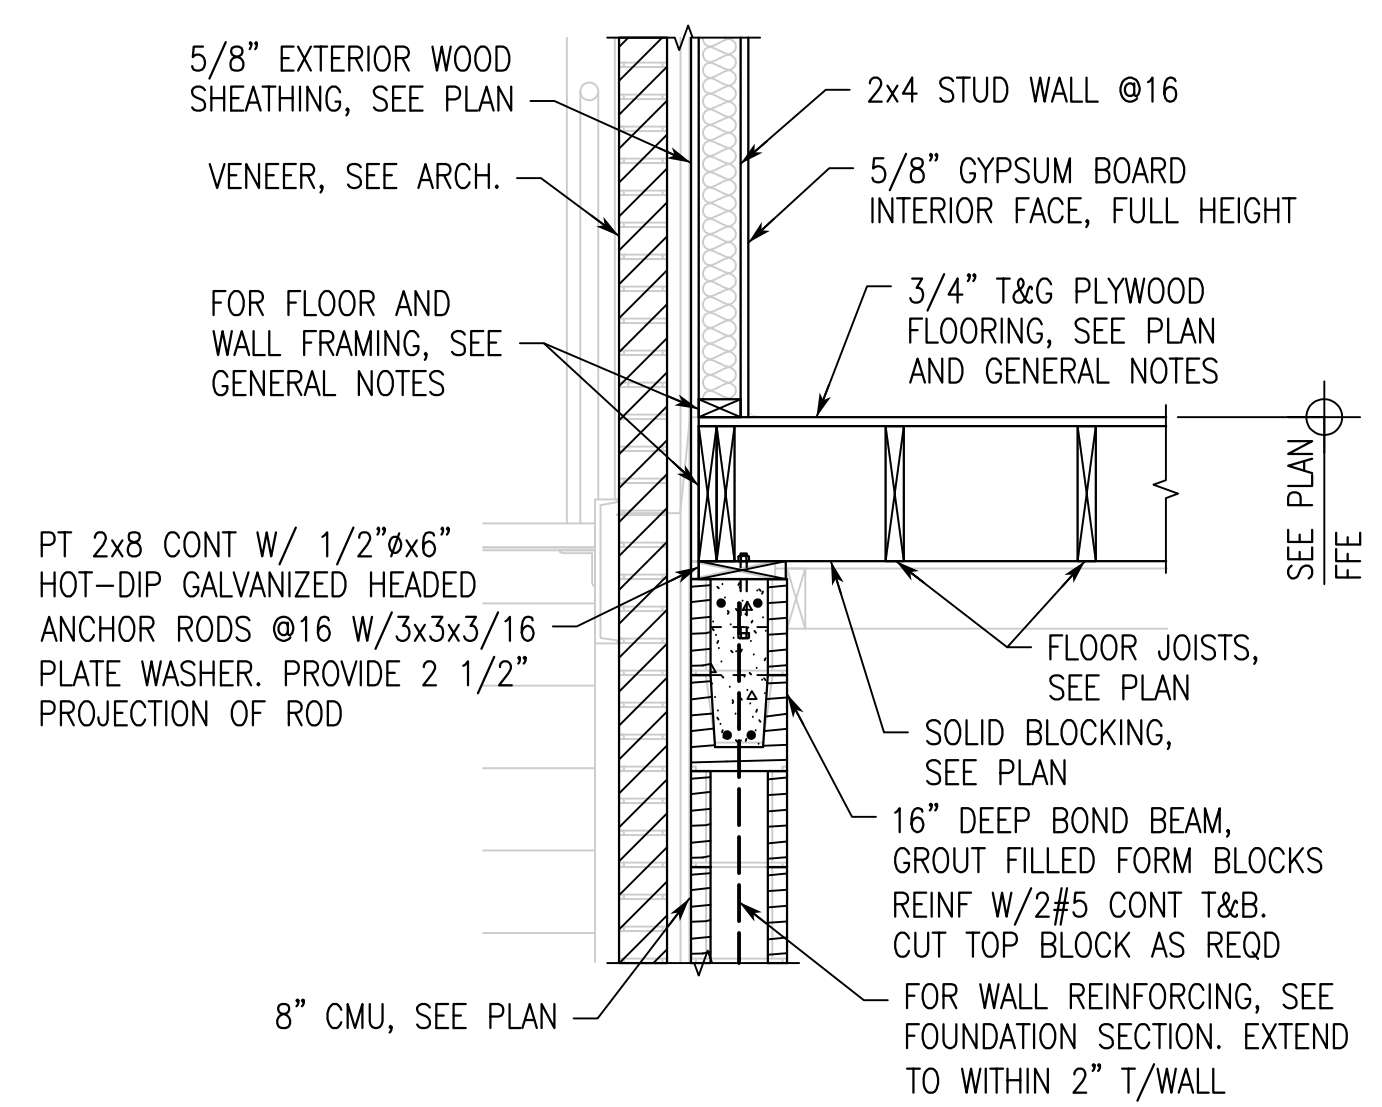 5/8" EXTERIOR WOOD
SHEATHING, SEE PLAN
VENEER, SEE ARCH.
FOR FLOOR AND
WALL FRAMING, SEE
GENERAL NOTES
PT 2x8 CONT W/ 1/2"øx6"
HOT-DIP GALVANIZED HEADED
ANCHOR RODS @16 W/3x3x3/16
PLATE WASHER. PROVIDE 2 1/2"
PROJECTION OF ROD
8" CMU, SEE PLAN
2x4 STUD WALL @16
5/8" GYPSUM BOARD
INTERIOR FACE, FULL HEIGHT
3/4" T&G PLYWOOD
FLOORING, SEE PLAN
AND GENERAL NOTES
SEE PLAN
FFE
FLOOR JOISTS,
SEE PLAN
SOLID BLOCKING,
SEE PLAN
16" DEEP BOND BEAM,
GROUT FILLED FORM BLOCKS
REINF W/2#5 CONT T&B.
CUT TOP BLOCK AS REQD
FOR WALL REINFORCING, SEE
FOUNDATION SECTION. EXTEND
TO WITHIN 2" T/WALL